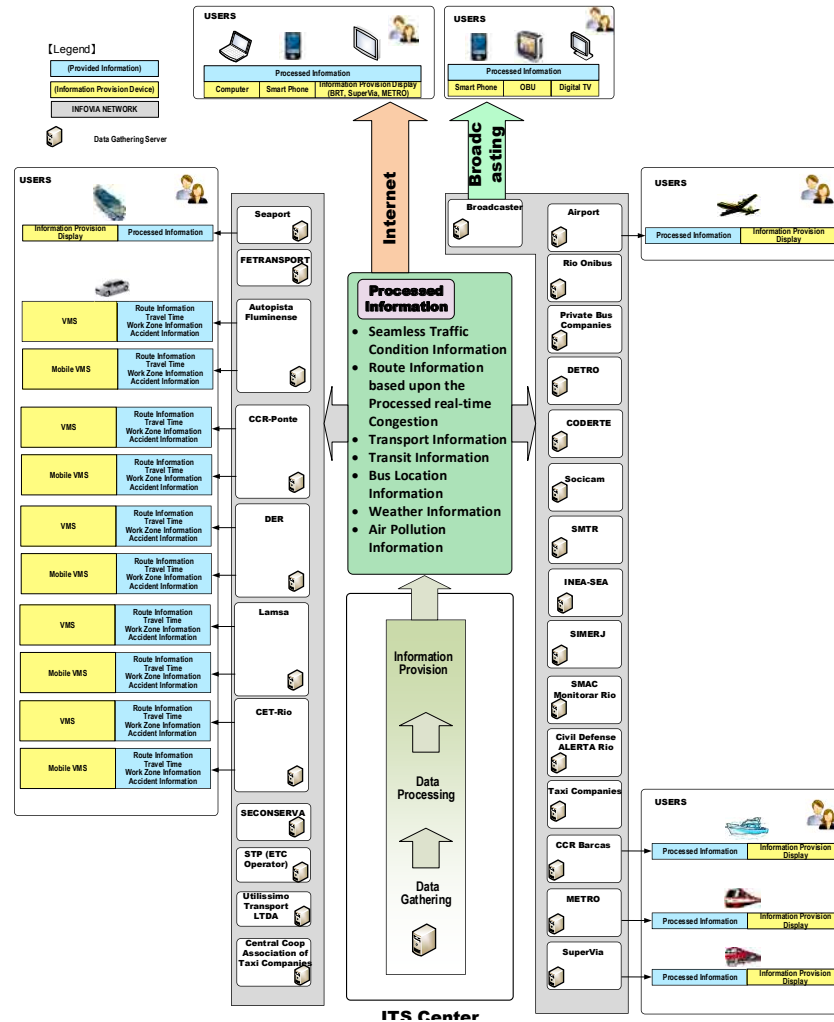 【Legend】
(Provided Information)
(Information Provision Device)
INFOVIA NETWORK
Data Gathering Server
USERS
Processed Information
Computer
Smart Phone
Information Provision Display
(BRT, SuperVia, METRO)
USERS
Processed Information
Smart Phone
OBU
Digital TV
Internet
Broadc
asting
USERS
Information Provision
Display
Processed Information
VMS
Route Information
Travel Time
Work Zone Information
Accident Information
Mobile VMS
Route Information
Travel Time
Work Zone Information
Accident Information
VMS
Route Information
Travel Time
Work Zone Information
Accident Information
Mobile VMS
Route Information
Travel Time
Work Zone Information
Accident Information
VMS
Route Information
Travel Time
Work Zone Information
Accident Information
Mobile VMS
Route Information
Travel Time
Work Zone Information
Accident Information
VMS
Route Information
Travel Time
Work Zone Information
Accident Information
Mobile VMS
Route Information
Travel Time
Work Zone Information
Accident Information
VMS
Route Information
Travel Time
Work Zone Information
Accident Information
Mobile VMS
Route Information
Travel Time
Work Zone Information
Accident Information
Seaport
FETRANSPORT
Autopista
Fluminense
CCR-Ponte
DER
Lamsa
CET-Rio
SECONSERVA
STP (ETC
Operator)
Utilissimo
Transport
LTDA
Central Coop
Association of
Taxi Companies
Processed
Information
• Seamless Traffic
Condition Information
• Route Information
based upon the
Processed real-time
Congestion
• Transport Information
• Transit Information
• Bus Location
Information
• Weather Information
• Air Pollution
Information
Information
Provision
Data
Processing
Data
Gathering
ITS Center
Broadcaster
Airport
Rio Onibus
Private Bus
Companies
DETRO
CODERTE
Socicam
SMTR
INEA-SEA
SIMERJ
SMAC
Monitorar Rio
Civil Defense
ALERTA Rio
Taxi Companies
CCR Barcas
METRO
SuperVia
USERS
Processed Information
Information Provision
Display
USERS
Processed Information
Information Provision
Display
Processed Information
Information Provision
Display
Processed Information
Information Provision
Display